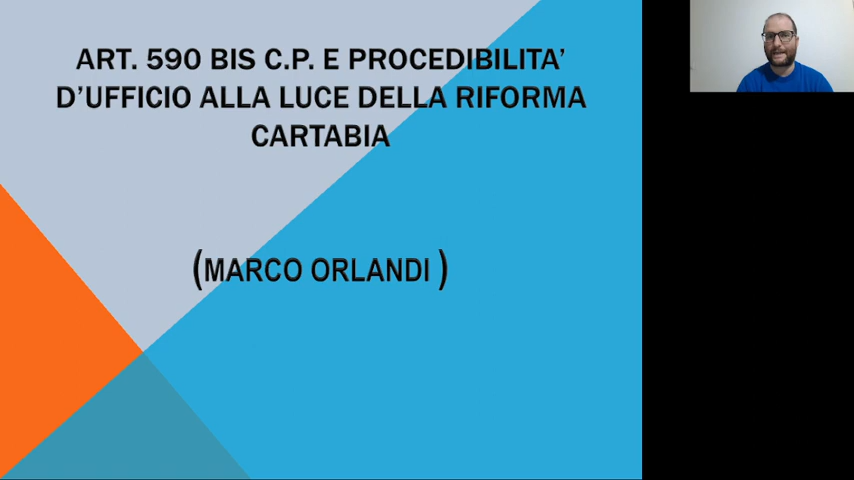 ART. 590 BIS C.P. E PROCEDIBILITA'
D'UFFICIO ALLA LUCE DELLA RIFORMA
CARTABIA
(MARCO ORLANDI )